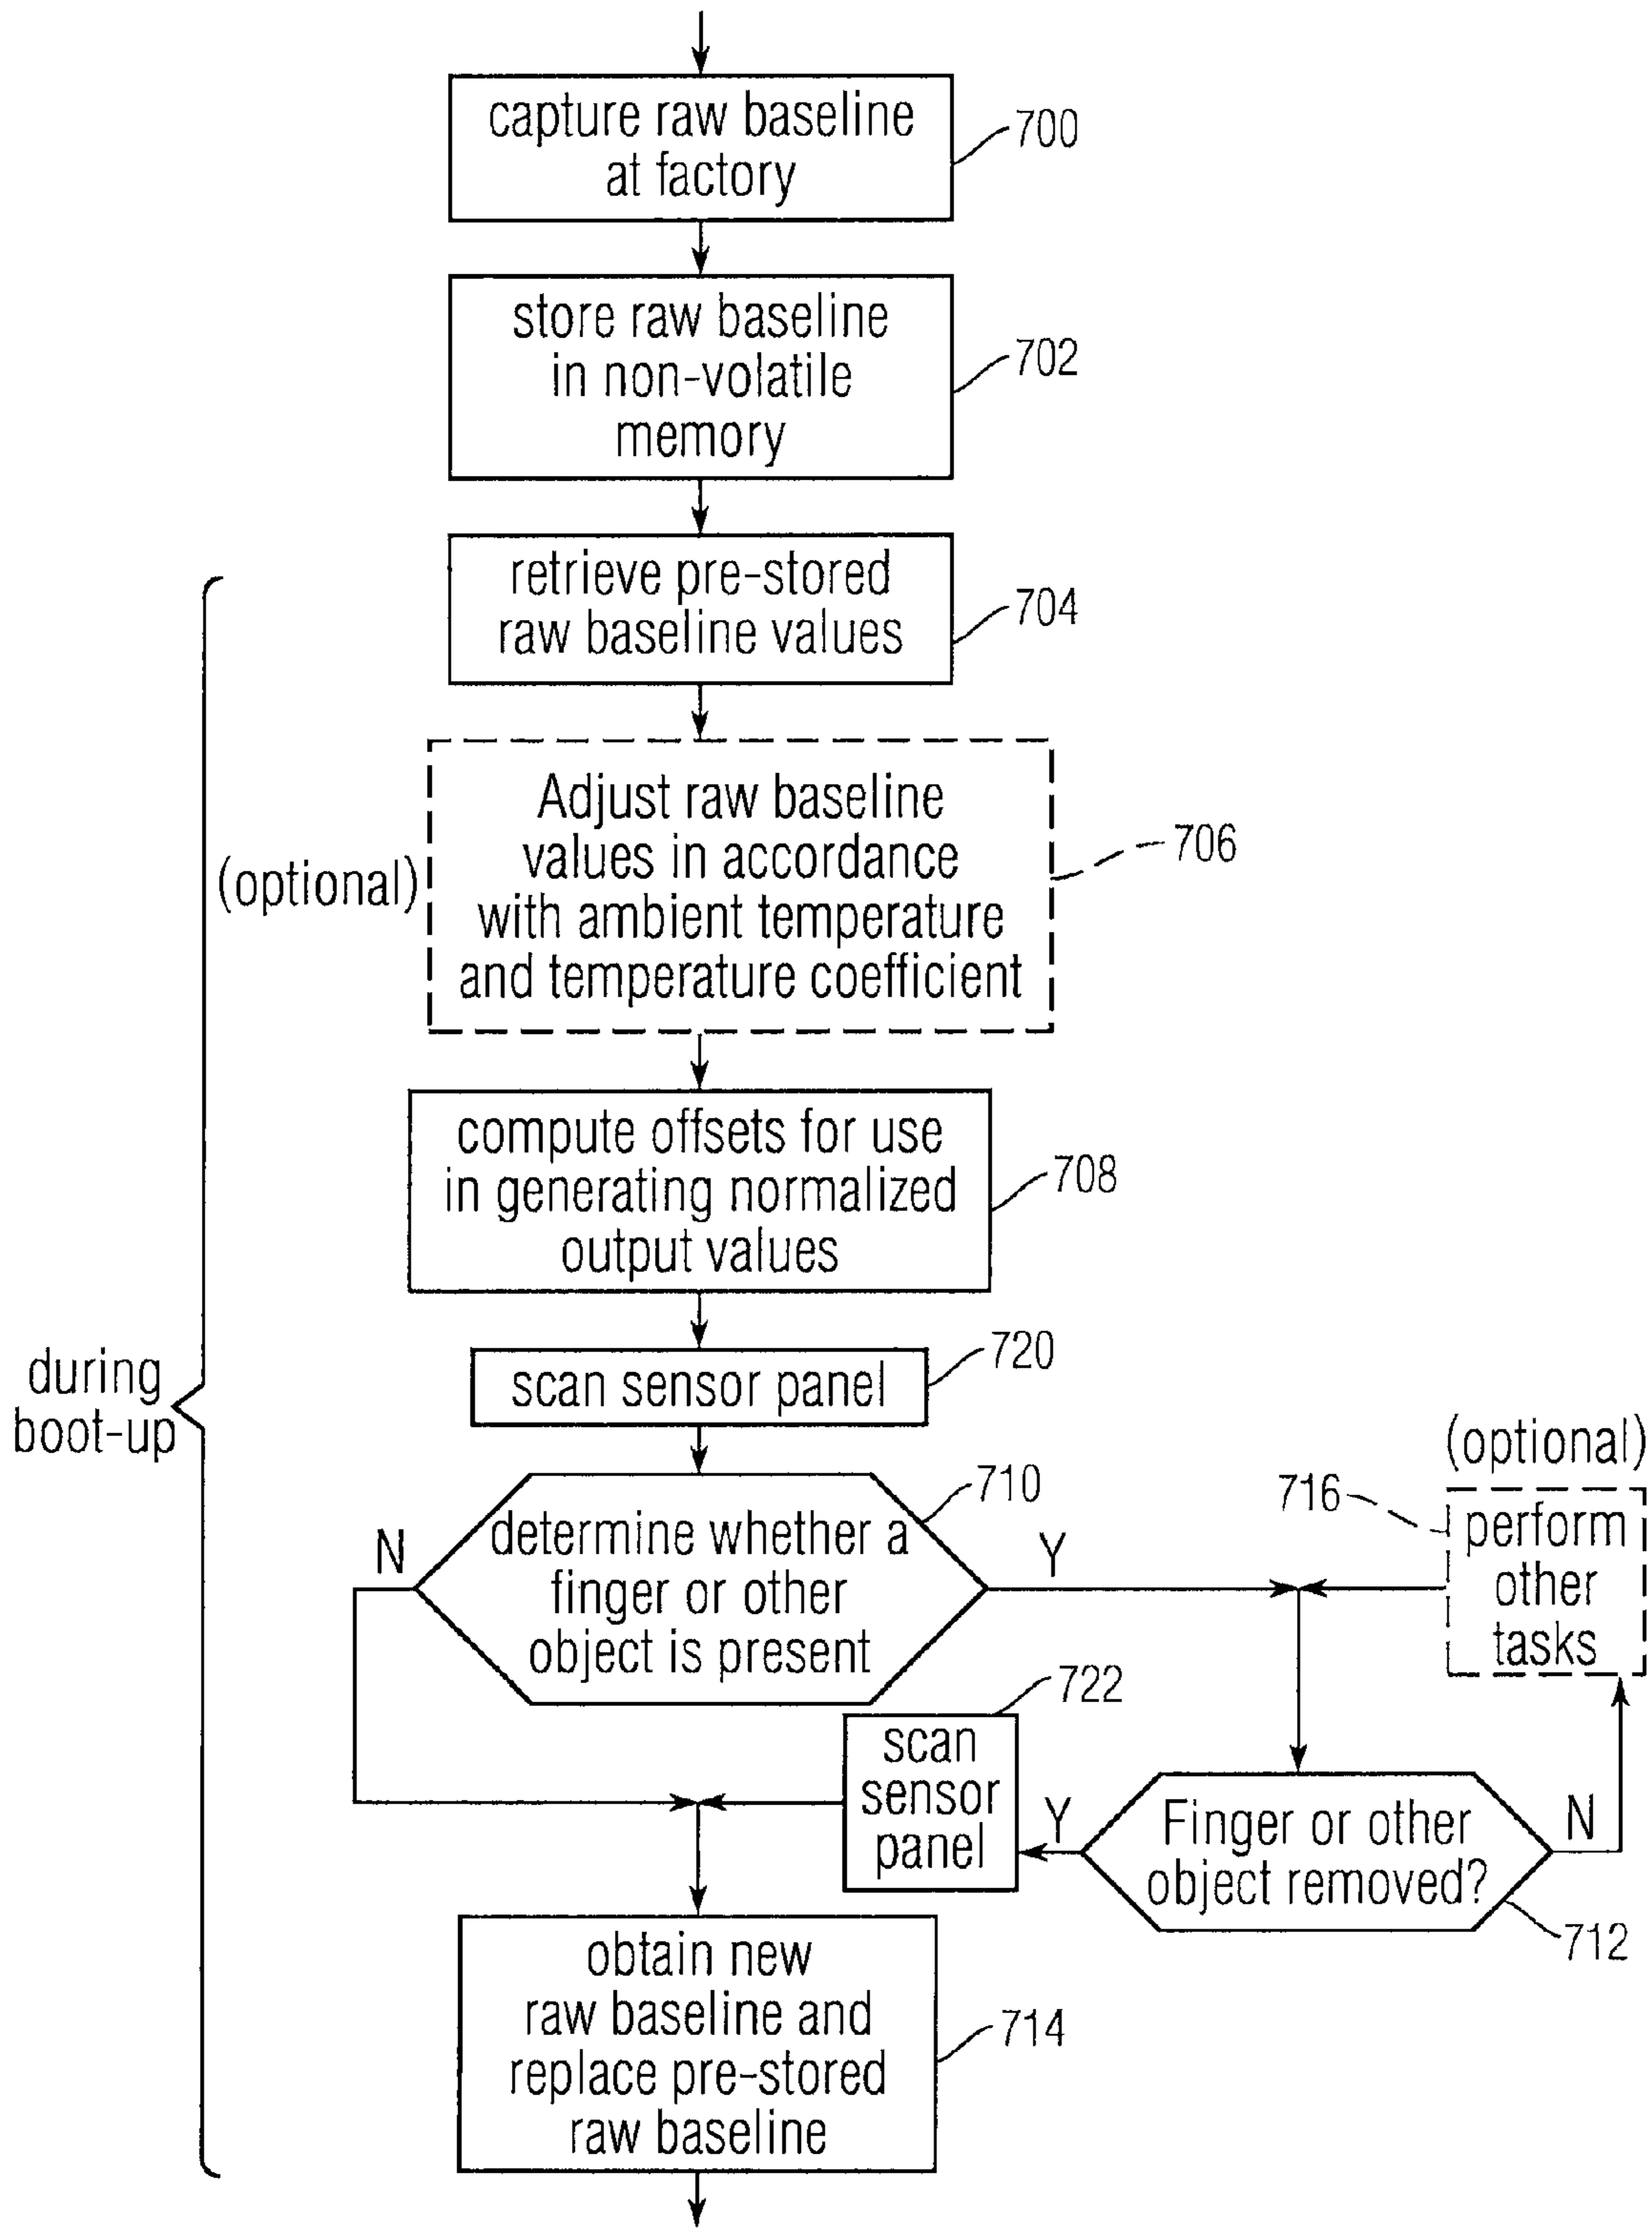 capture raw baseline
at factory
700
store raw baseline
in non-volatile
memory
702
retrieve pre-stored
raw baseline values
704
(optional)
Adjust raw baseline
values in accordance
with ambient temperature
and temperature coefficient
706
compute offsets for use
in generating normalized
output values
708
during
boot-up
scan sensor panel
720
determine whether a
finger or other
object is present
710
N
Y
(optional)
716
perform
other
tasks
722
scan
sensor
panel
Y
Finger or other
object removed?
N
712
obtain new
raw baseline and
replace pre-stored
raw baseline
714